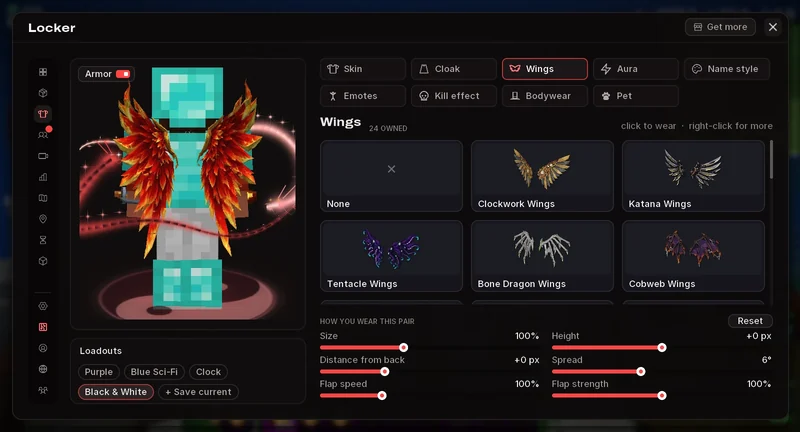 Locker
Get more
Armor
Skin
Cloak
Wings
Aura
Name style
Emotes
Kill effect
Bodywear
Pet
Wings
24 OWNED
click to wear · right-click for more
None
Clockwork Wings
Katana Wings
Tentacle Wings
Bone Dragon Wings
Cobweb Wings
HOW YOU WEAR THIS PAIR
Reset
Size 100%
Height +0 px
Distance from back +0 px
Spread 6°
Flap speed 100%
Flap strength 100%
Loadouts
Purple
Blue Sci-Fi
Clock
Black & White
+ Save current